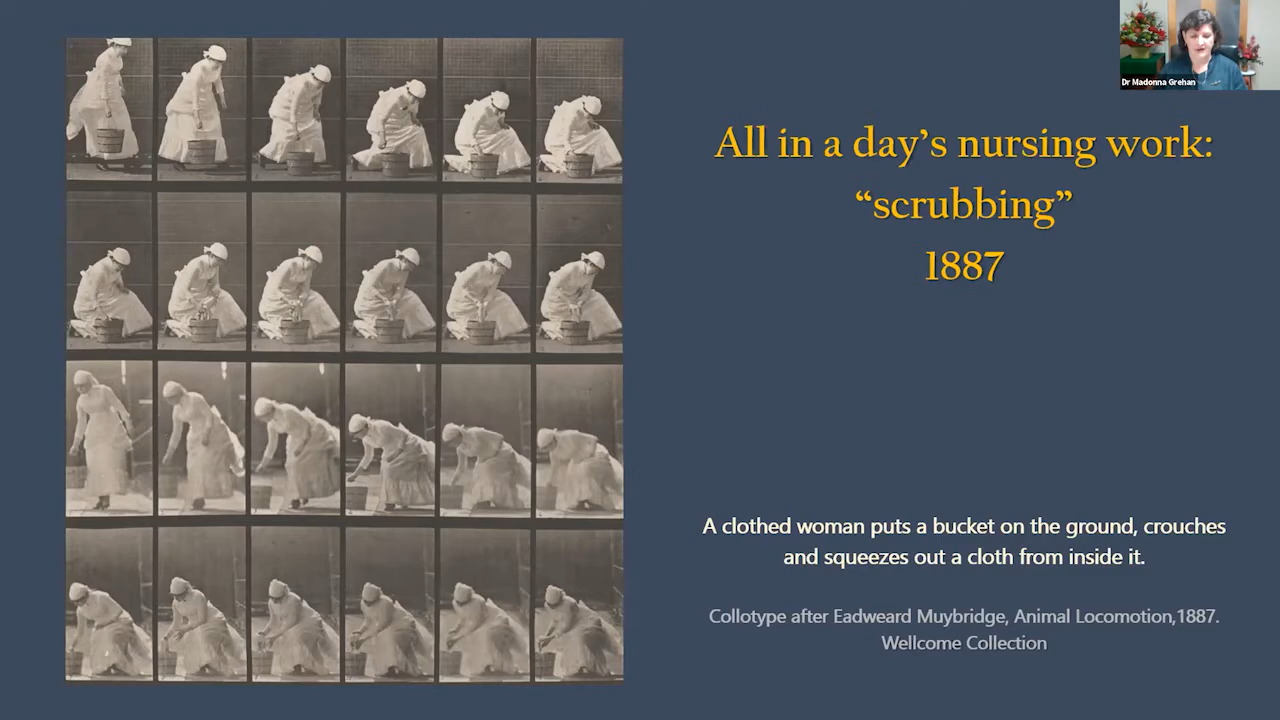 Dr Madonna Grehan
All in a day’s nursing work:
“scrubbing”
1887
A clothed woman puts a bucket on the ground, crouches
and squeezes out a cloth from inside it.
Collotype after Eadweard Muybridge, Animal Locomotion,1887.
Wellcome Collection